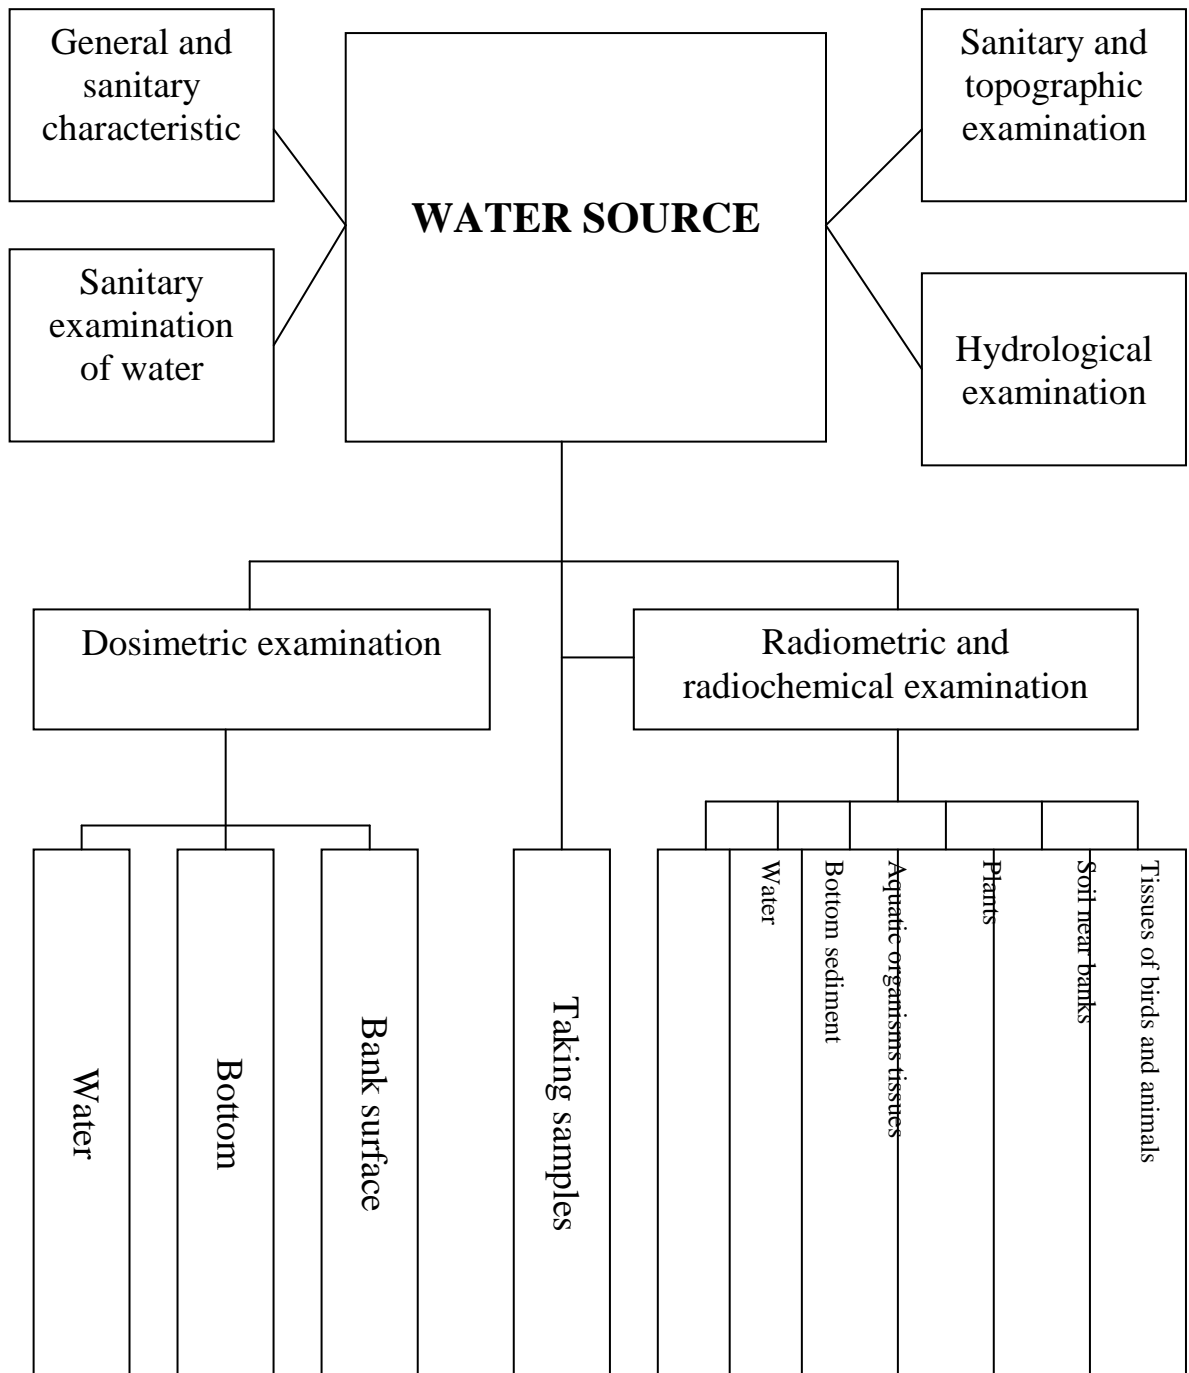 General and
sanitary
characteristic
WATER SOURCE
Sanitary and
topographic
examination
Sanitary
examination
of water
Hydrological
examination
Dosimetric examination
Radiometric and
radiochemical examination
Water
Bottom
Bank surface
Taking samples
Water
Bottom sediment
Aquatic organisms tissues
Plants
Soil near banks
Tissues of birds and animals